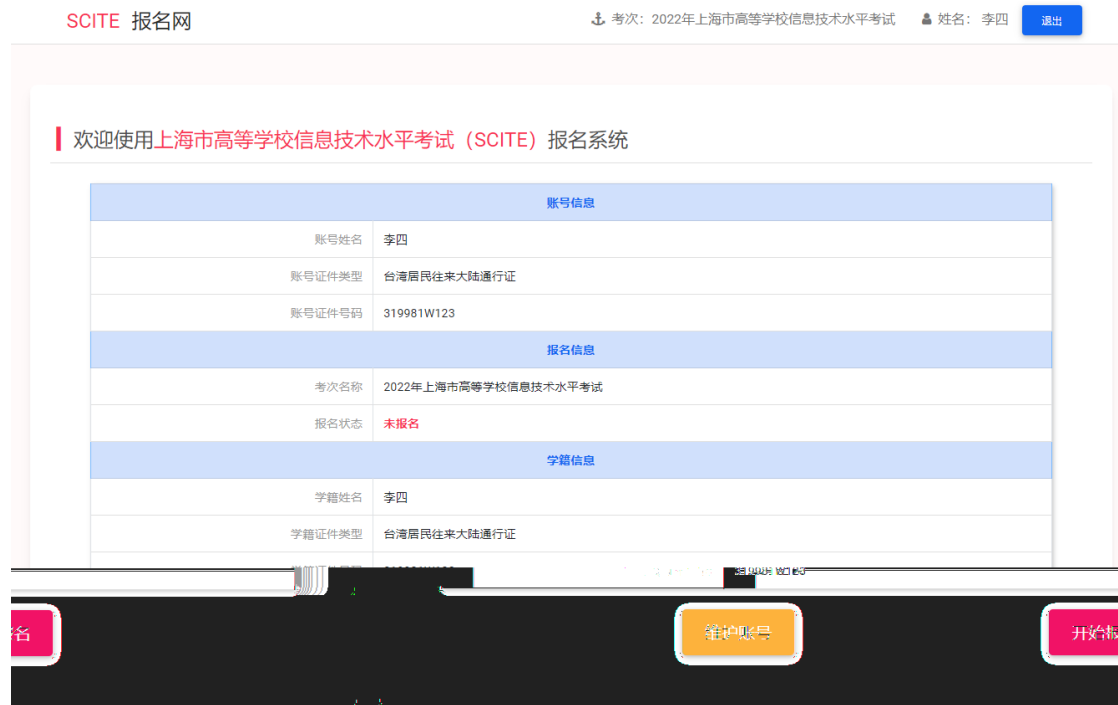 SCITE 报名网 考次：2022年上海市高等学校信息技术水平考试 姓名： 李四 退出
欢迎使用上海市高等学校信息技术水平考试（SCITE）报名系统
账号信息
账号姓名 李四
账号证件类型 台湾居民往来大陆通行证
账号证件号码 319981W123
报名信息
考次名称 2022年上海市高等学校信息技术水平考试
报名状态 未报名
学籍信息
学籍姓名 李四
学籍证件类型 台湾居民往来大陆通行证
名 维护账号 开始报